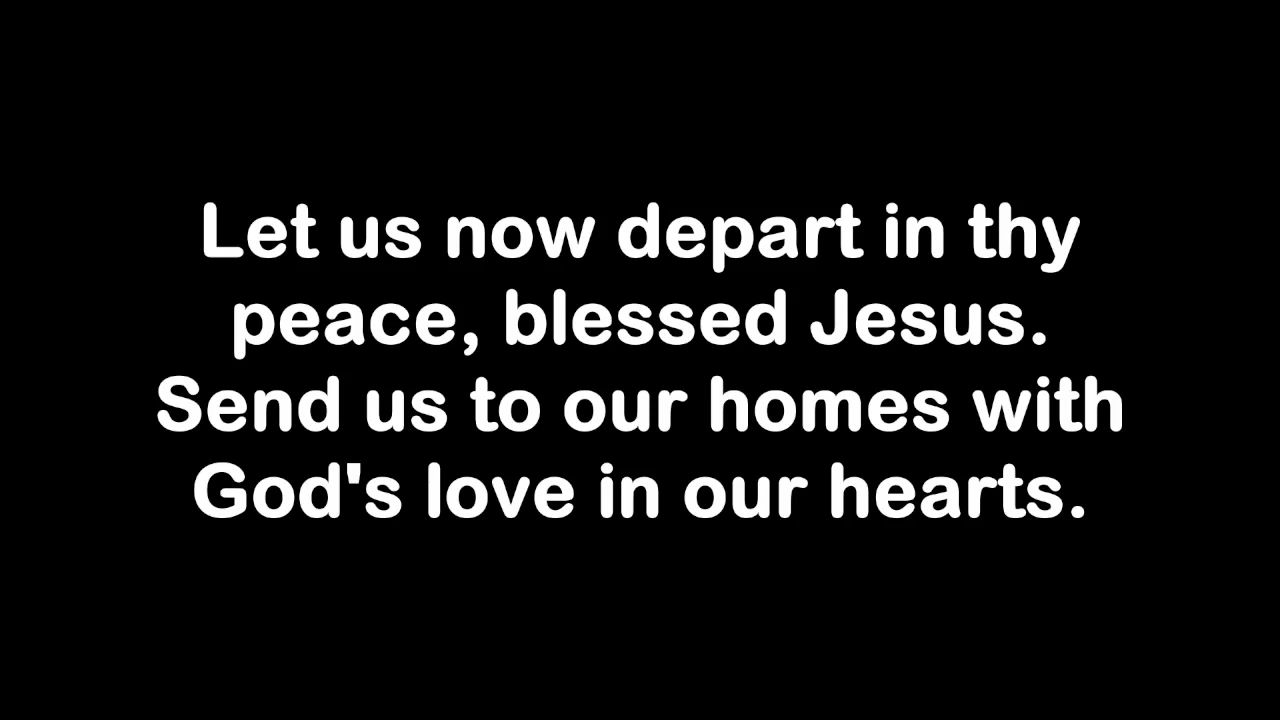 Let us now depart in thy
peace, blessed Jesus.
Send us to our homes with
God's love in our hearts.